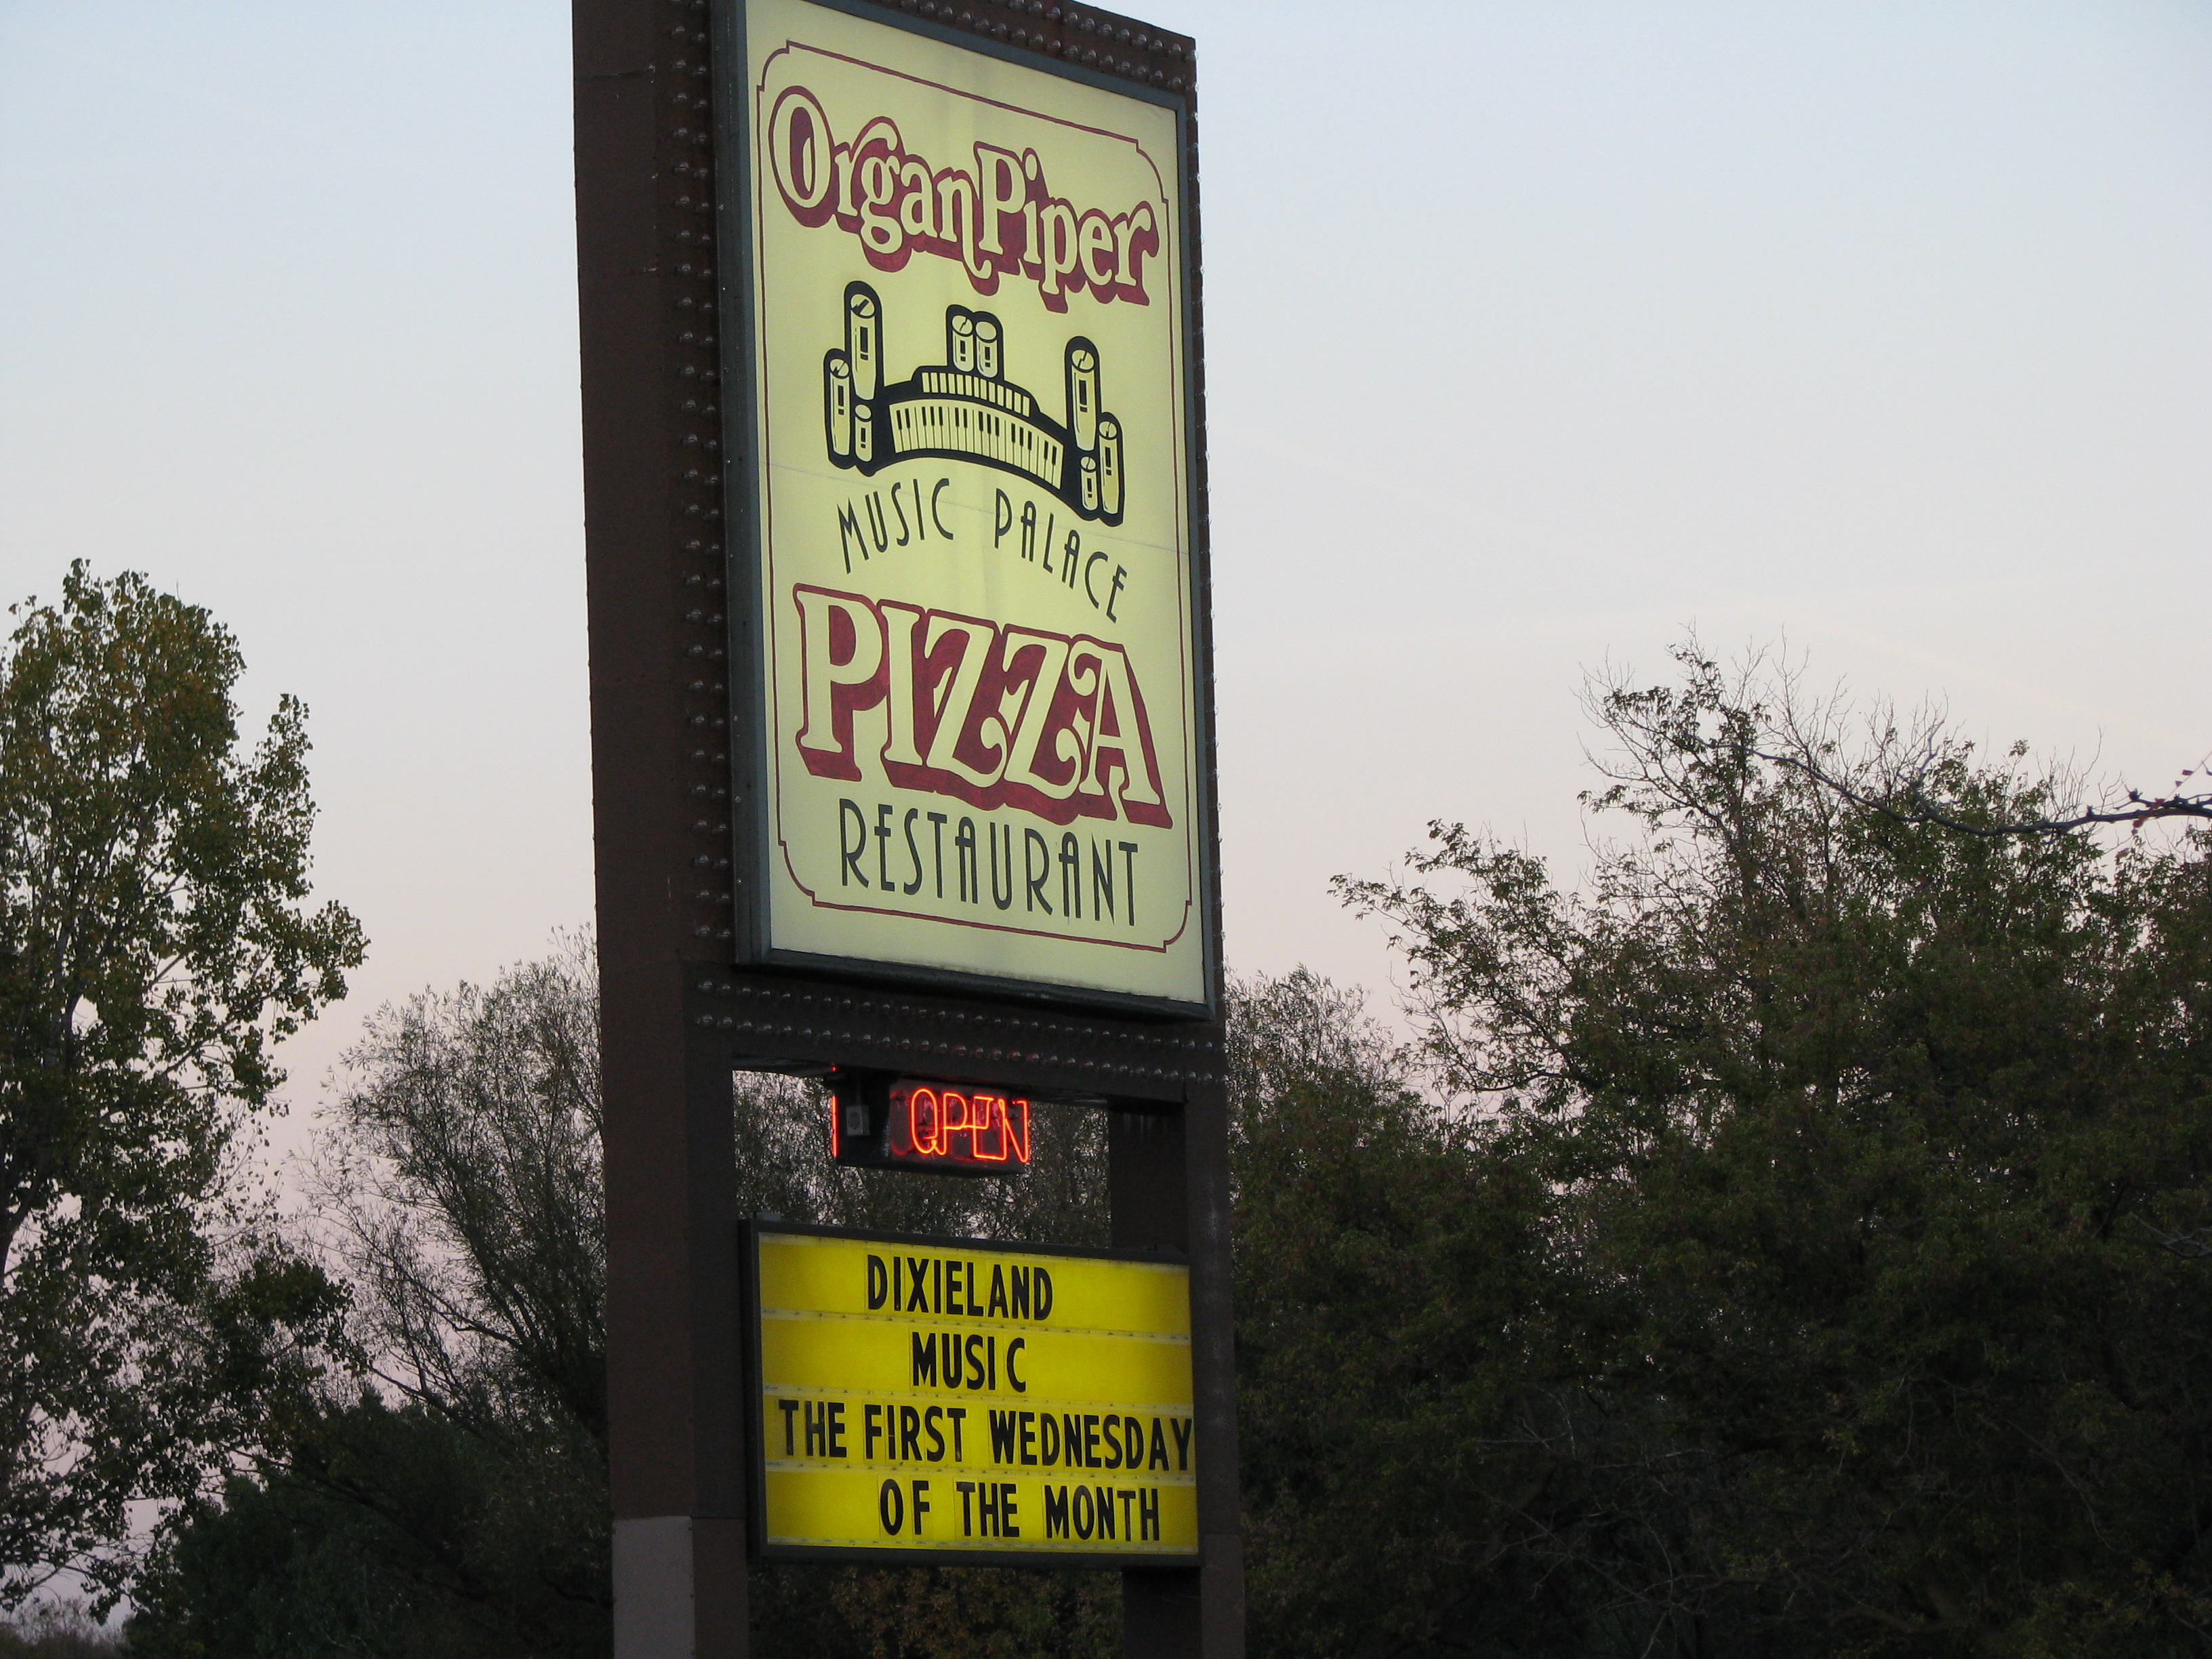 OrganPiper
MUSIC PALACE
PIZZA
RESTAURANT
OPEN
DIXIELAND
MUSIC
THE FIRST WEDNESDAY
OF THE MONTH